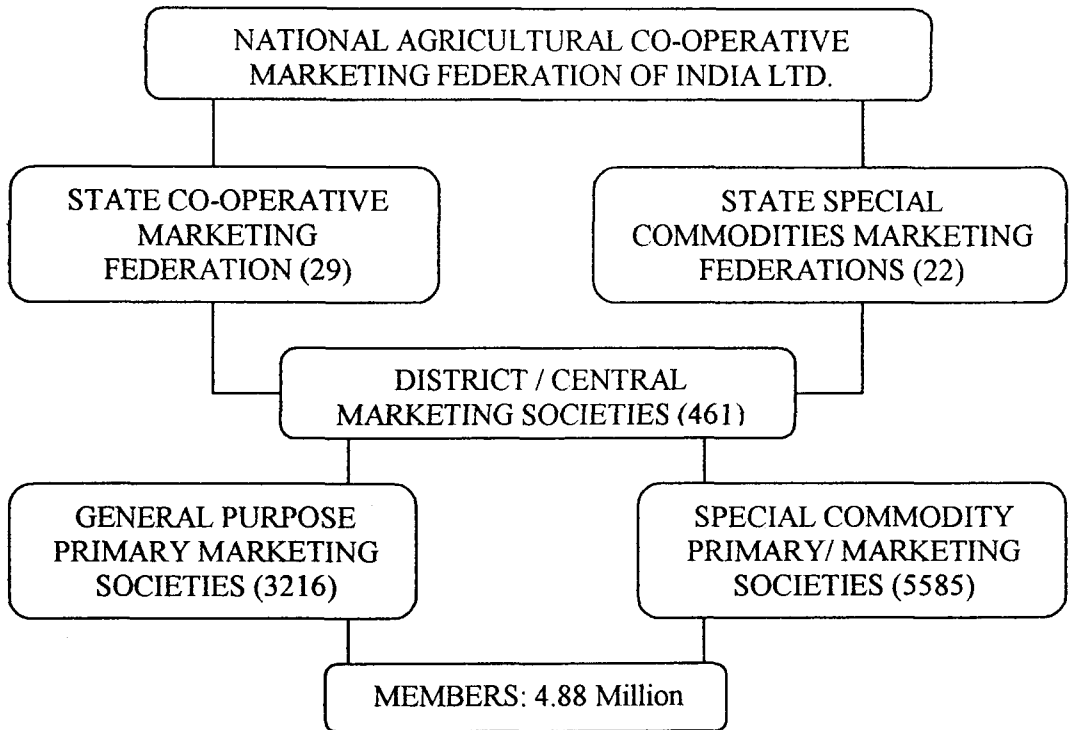 NATIONAL AGRICULTURAL CO-OPERATIVE
MARKETING FEDERATION OF INDIA LTD.
STATE CO-OPERATIVE
MARKETING
FEDERATION (29)
STATE SPECIAL
COMMODITIES MARKETING
FEDERATIONS (22)
DISTRICT / CENTRAL
MARKETING SOCIETIES (461)
GENERAL PURPOSE
PRIMARY MARKETING
SOCIETIES (3216)
SPECIAL COMMODITY
PRIMARY/ MARKETING
SOCIETIES (5585)
MEMBERS: 4.88 Million